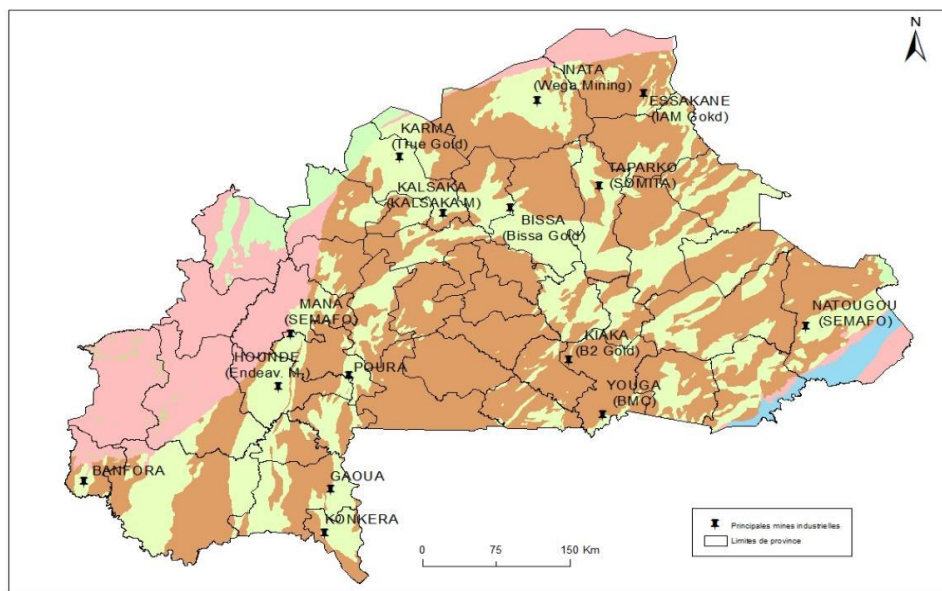 N
INATA
(Wega Mining)
ESSAKANE
(IAM Gokd)
KARMA
(True Gold)
TAPARKO
(SOMITA)
KALSAKA
(KALSAKA M)
BISSA
(Bissa Gold)
MANA
(SEMAFO)
NATOUGOU
(SEMAFO)
KIAKA
(B2 Gold)
HOUNDE
(Endeav. M.)
POURA
YOUGA
(BMC)
BANFORA
GAOUA
KONKERA
Principales mines industrielles
Limites de province
0 75 150 Km